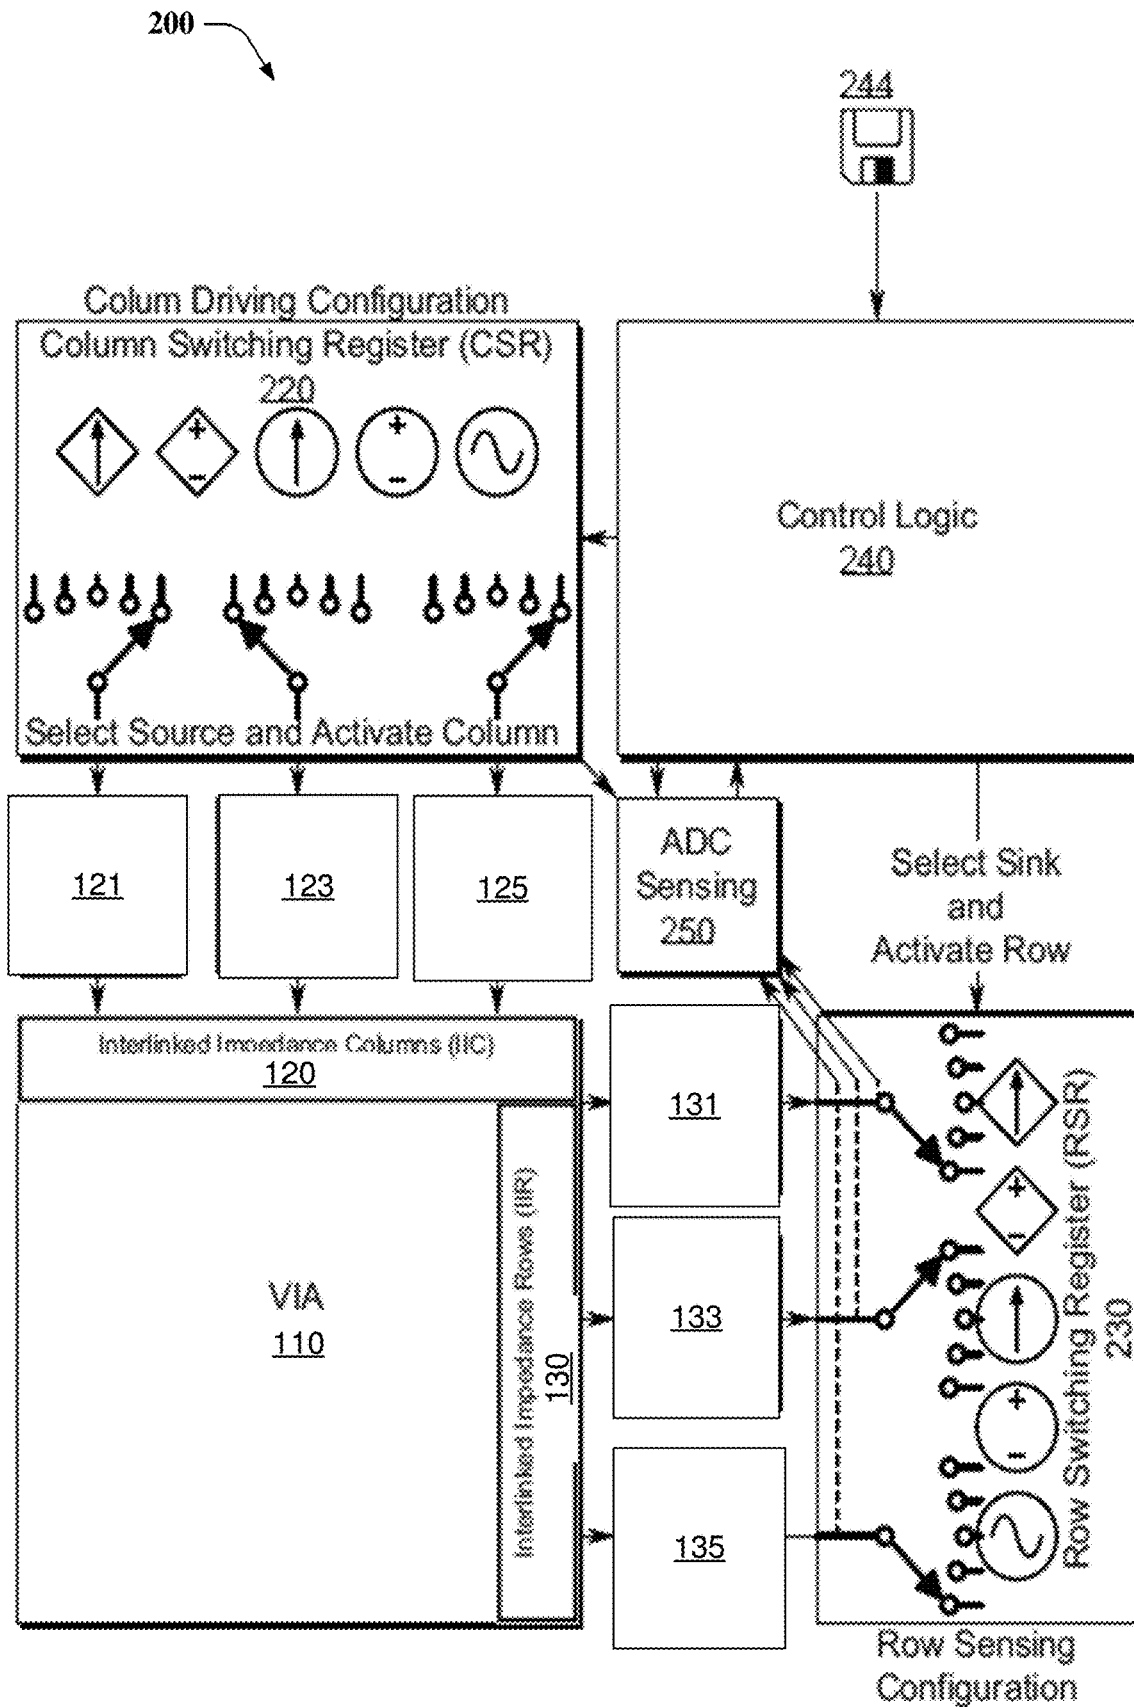 200
244
Colum Driving Configuration
Column Switching Register (CSR)
220
+
−
+
−
Control Logic
240
Select Source and Activate Column
121
123
125
ADC
Sensing
250
Select Sink
and
Activate Row
Interlinked Impedance Columns (IIC)
120
131
133
135
VIA
110
Interlinked Impedance Rows (IIR)
130
+
−
+
−
Row Switching Register (RSR)
230
Row Sensing
Configuration